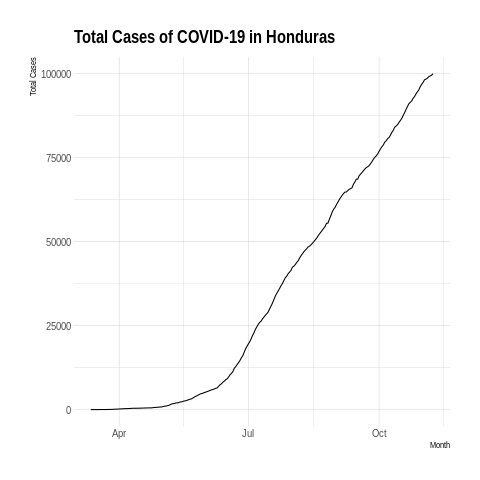 Total Cases of COVID-19 in Honduras
Total Cases
100000
75000
50000
25000
0
Apr Jul Oct
Month